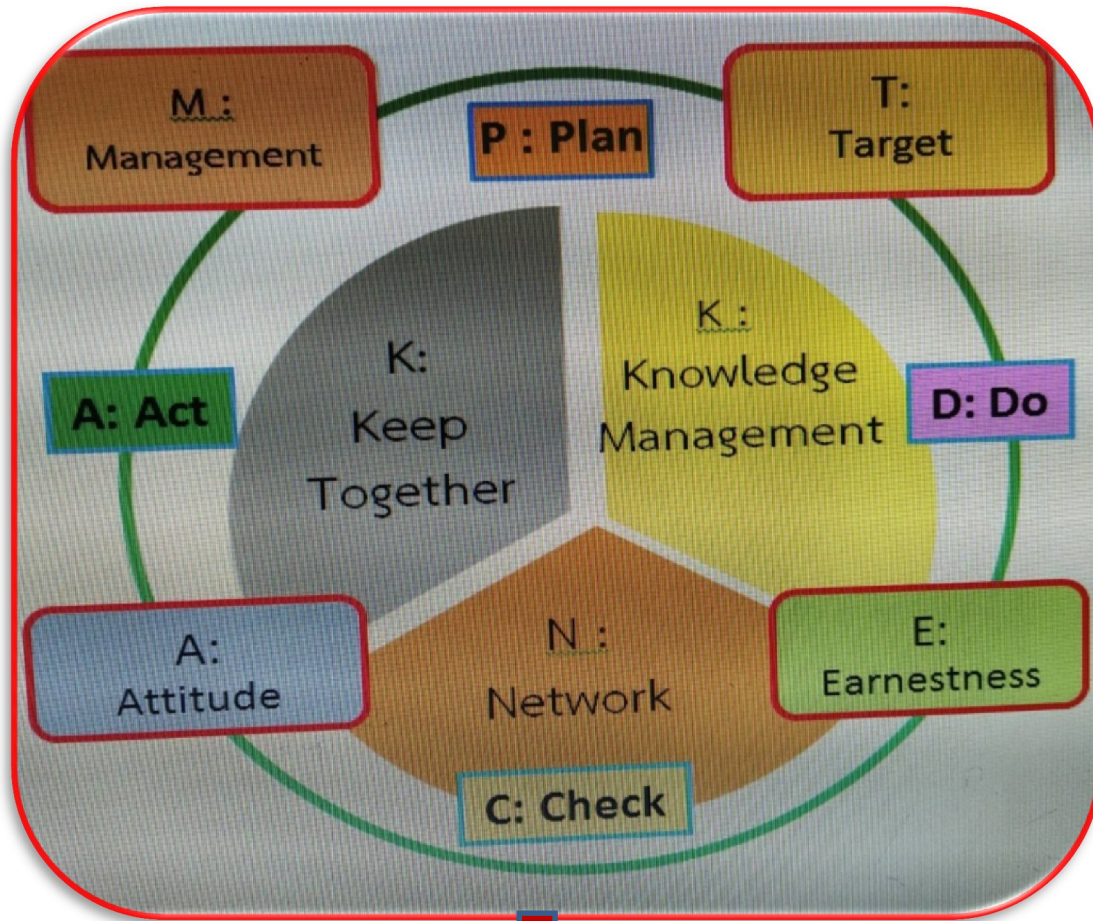 M :
Management
P : Plan
T:
Target
K:
Keep
Together
K :
Knowledge
Management
A: Act
D: Do
A:
Attitude
N :
Network
E:
Earnestness
C: Check